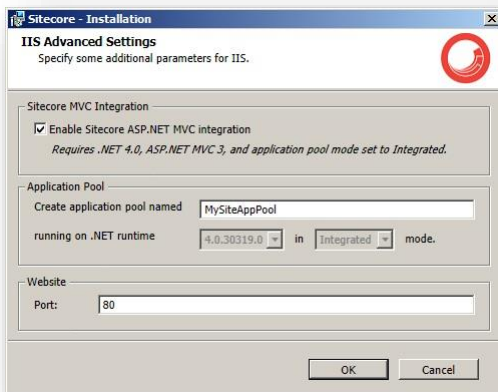 Sitecore - Installation
IIS Advanced Settings
Specify some additional parameters for IIS.
Sitecore MVC Integration
Enable Sitecore ASP.NET MVC integration
Requires .NET 4.0, ASP.NET MVC 3, and application pool mode set to Integrated.
Application Pool
Create application pool named MySiteAppPool
running on .NET runtime 4.0.30319.0 in Integrated mode.
Website
Port: 80
OK Cancel